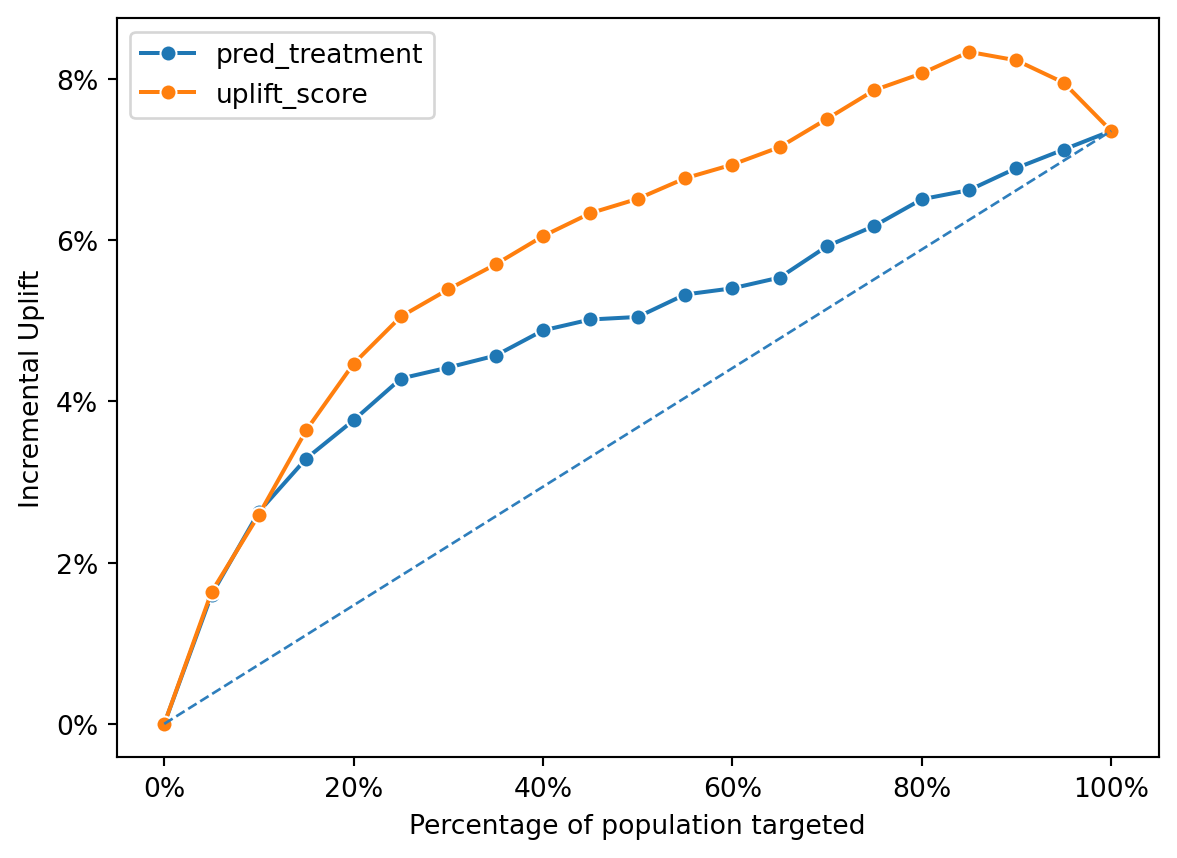 pred_treatment
uplift_score
8%
6%
4%
2%
0%
Incremental Uplift
0% 20% 40% 60% 80% 100%
Percentage of population targeted